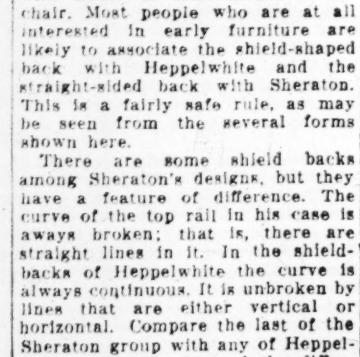 chair. Most people who are at all
interested in early furniture are
likely to associate the shield-shaped
back with Heppelwhite and the
straight-sided back with Sheraton.
This is a fairly safe rule, as may
be seen from the several forms
shown here.
There are some shield backs
among Sheraton's designs, but they
have a feature of difference. The
curve of the top rail in his case is
aways broken; that is, there are
straight lines in it. In the shield-
backs of Heppelwhite the curve is
always continuous. It is unbroken by
lines that are either vertical or
horizontal. Compare the last of the
Sheraton group with any of Heppel-